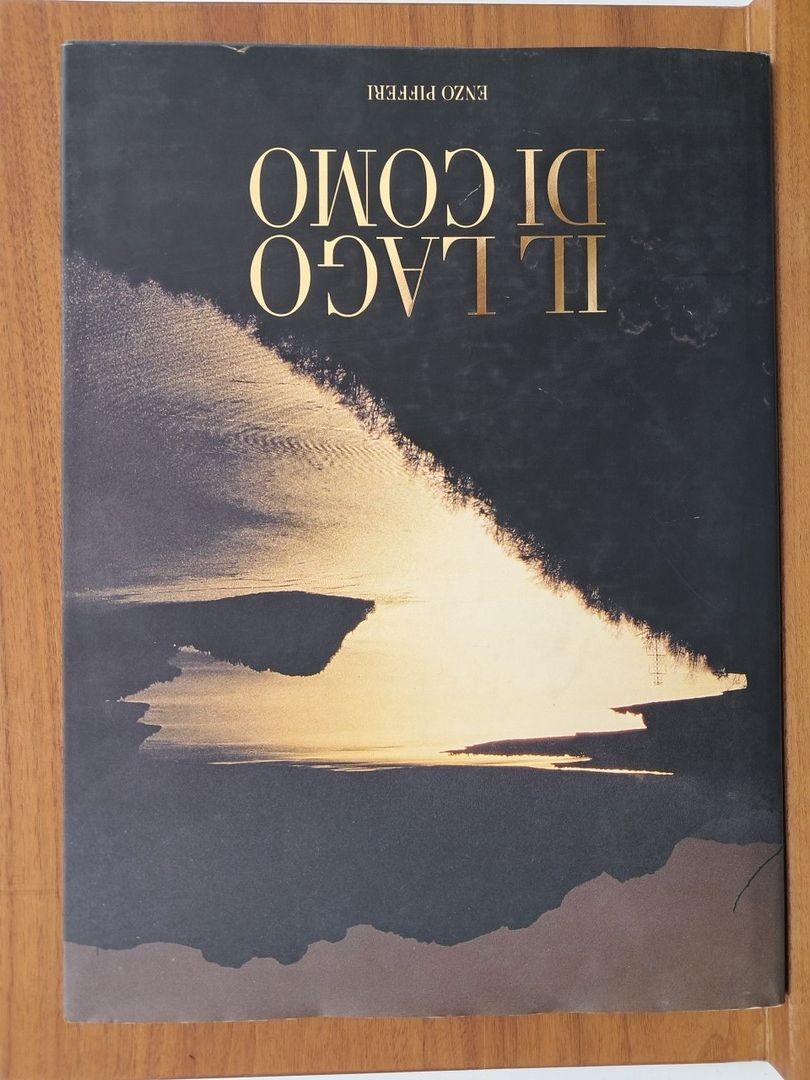 IL LAGO
DI COMO
ENZO PIFFERI